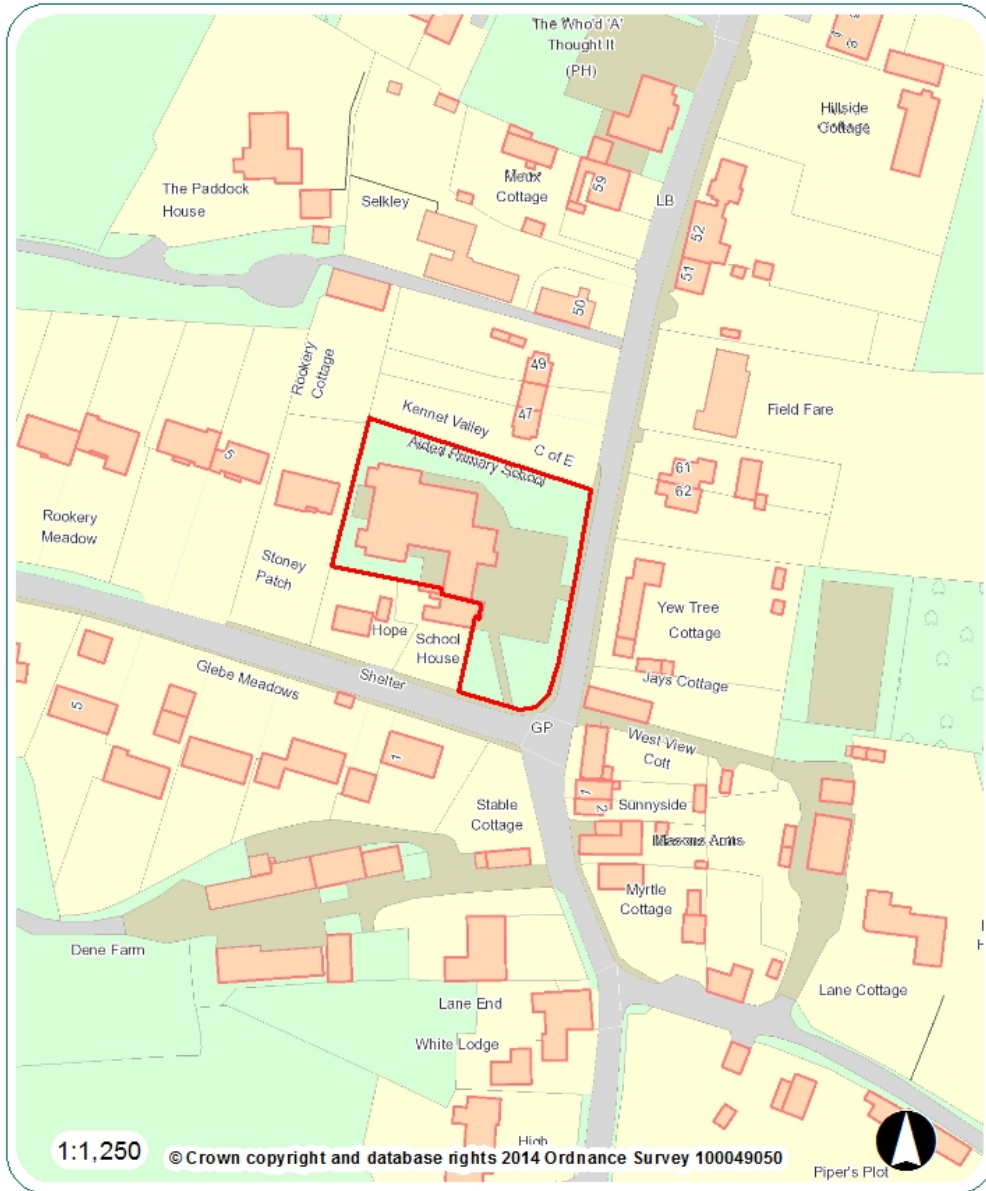 The Who'd 'A'
Thought It
(PH)
Hillside
Cottage
The Paddock
House
Selkley
Meux
Cottage
59
LB
52
51
50
49
Rookery
Cottage
47
Kennet Valley
C of E
Aided Primary School
Field Fare
5
61
62
Rookery
Meadow
Stoney
Patch
Yew Tree
Cottage
Hope
School
House
Shelter
Glebe Meadows
Jays Cottage
5
GP
West View
Cott
1
1
2
Sunnyside
Stable
Cottage
Masons Arms
Myrtle
Cottage
Dene Farm
Lane Cottage
Lane End
White Lodge
High
Piper's Plot
1:1,250
© Crown copyright and database rights 2014 Ordnance Survey 100049050